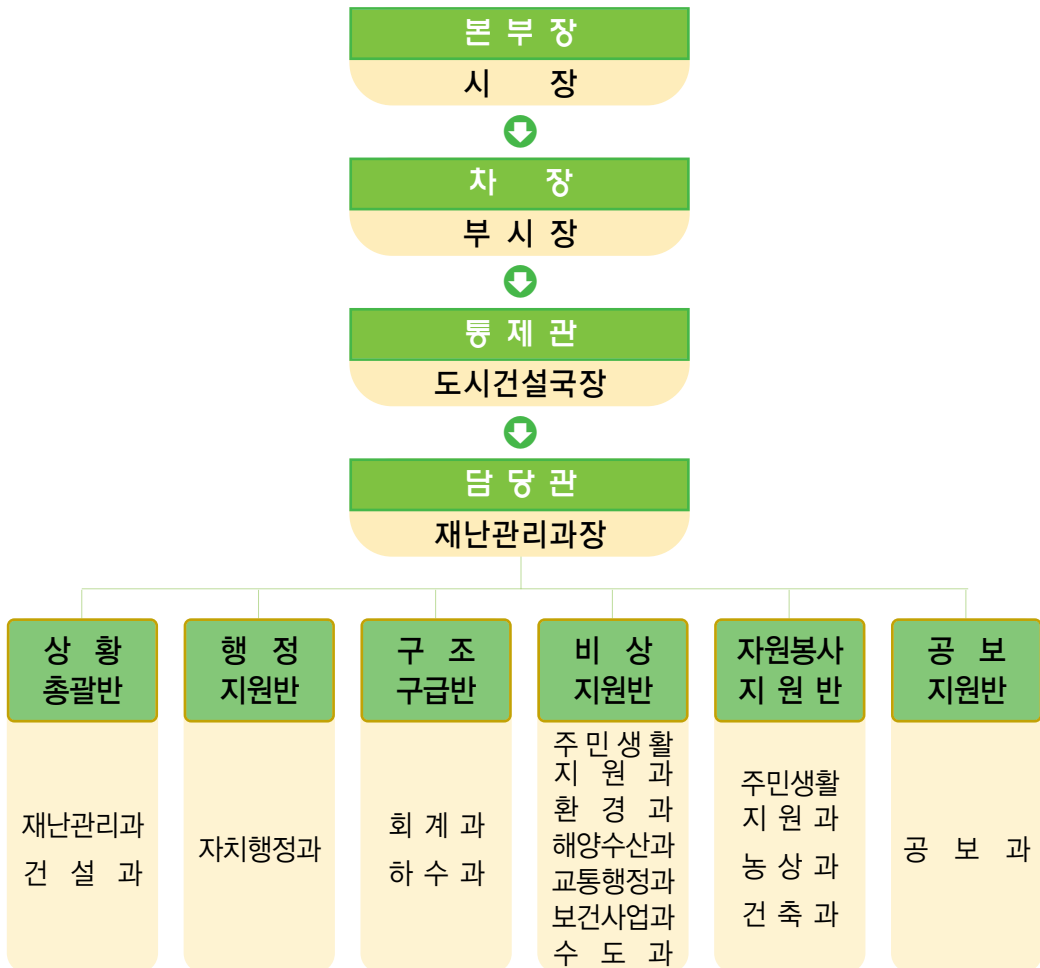 본 부 장
시 장
차 장
부 시 장
통 제 관
도시건설국장
담 당 관
재난관리과장
상 황
총괄반
재난관리과
건 설 과
행 정
지원반
자치행정과
구 조
구급반
회 계 과
하 수 과
비 상
지원반
주 민 생 활
지 원 과
환 경 과
해양수산과
교통행정과
보건사업과
수 도 과
자원봉사
지 원 반
주민생활
지 원 과
농 상 과
건 축 과
공 보
지원반
공 보 과